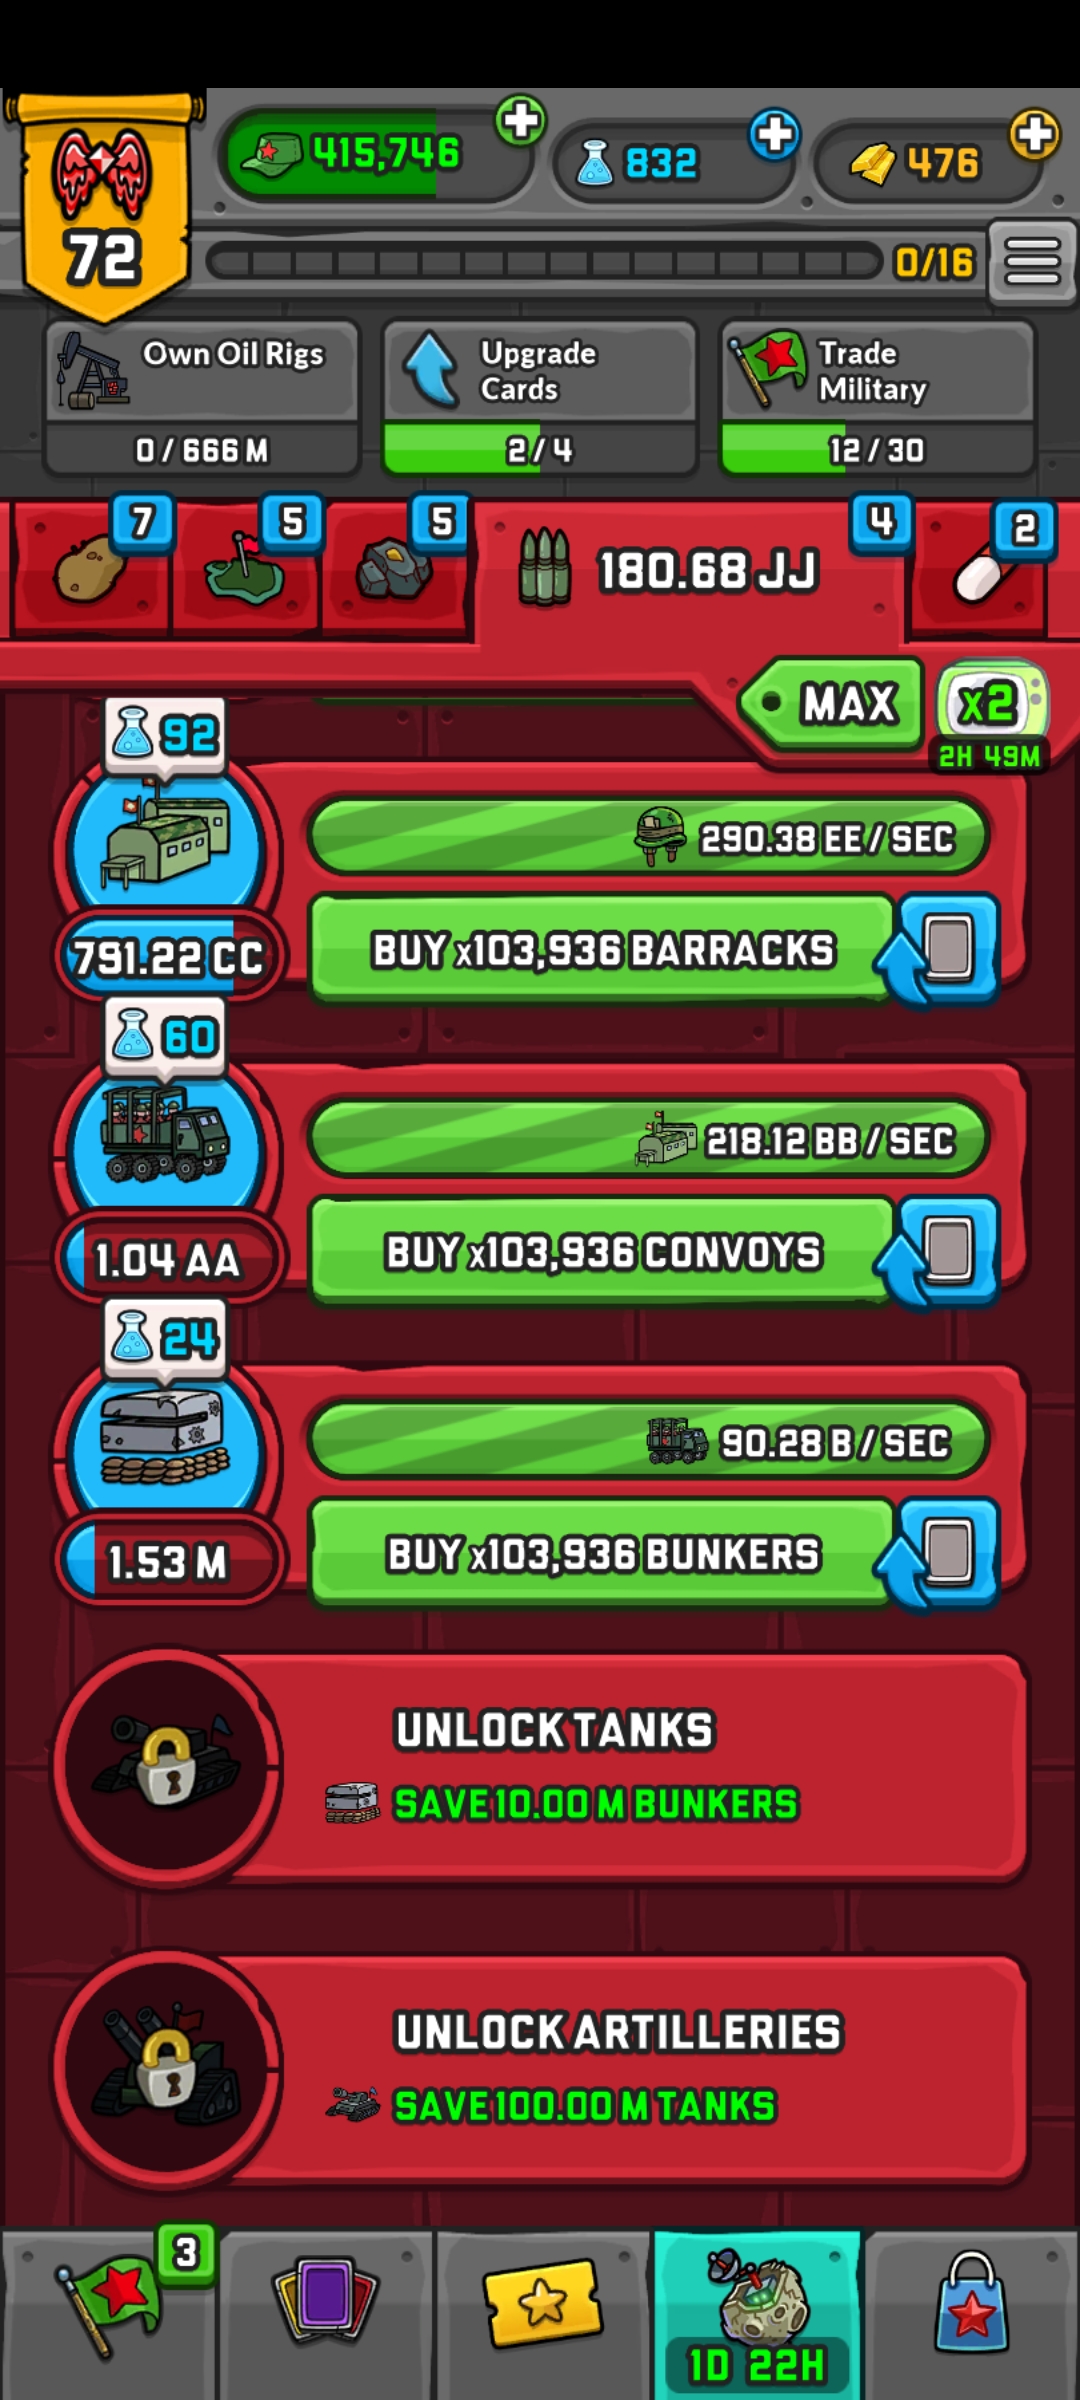 72
415,746
832
476
0/16
Own Oil Rigs
0 / 666 M
Upgrade
Cards
2 / 4
Trade
Military
12 / 30
7
5
5
180.68 JJ
4
2
MAX
x2
2H 49M
92
290.38 EE / SEC
791.22 CC
BUY x103,936 BARRACKS
60
218.12 BB / SEC
1.04 AA
BUY x103,936 CONVOYS
24
90.28 B / SEC
1.53 M
BUY x103,936 BUNKERS
UNLOCK TANKS
SAVE 10.00 M BUNKERS
UNLOCK ARTILLERIES
SAVE 100.00 M TANKS
3
1D 22H